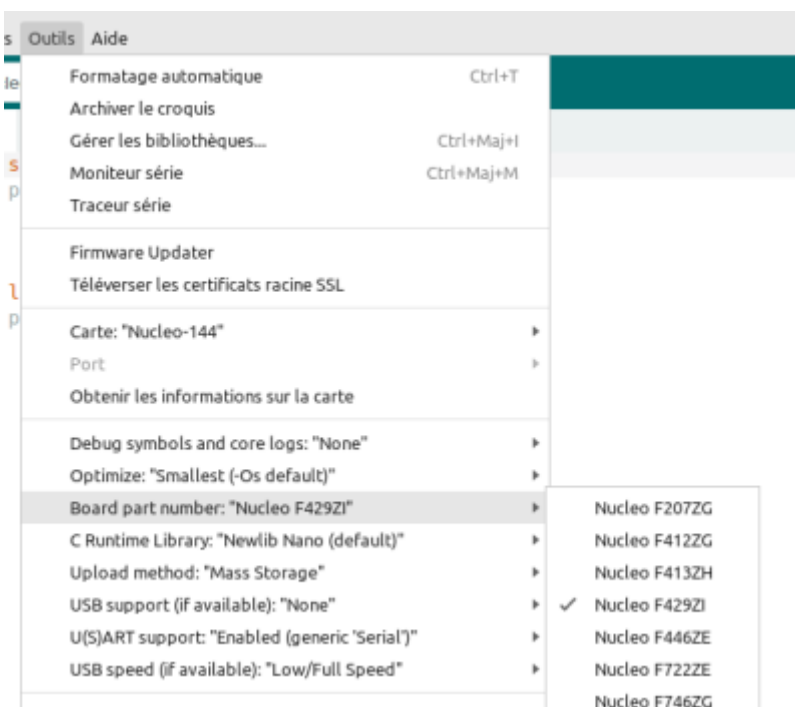 s Outils Aide
de
Formatage automatique Ctrl+T
Archiver le croquis
Gérer les bibliothèques... Ctrl+Maj+I
s
Moniteur série Ctrl+Maj+M
p
Traceur série
Firmware Updater
l
Téléverser les certificats racine SSL
p
Carte: "Nucleo-144"
Port
Obtenir les informations sur la carte
Debug symbols and core logs: "None"
Optimize: "Smallest (-Os default)"
Board part number: "Nucleo F429ZI"
Nucleo F207ZG
C Runtime Library: "Newlib Nano (default)"
Nucleo F412ZG
Upload method: "Mass Storage"
Nucleo F413ZH
USB support (if available): "None"
✓ Nucleo F429ZI
U(S)ART support: "Enabled (generic 'Serial')"
Nucleo F446ZE
USB speed (if available): "Low/Full Speed"
Nucleo F722ZE
Nucleo F746ZG